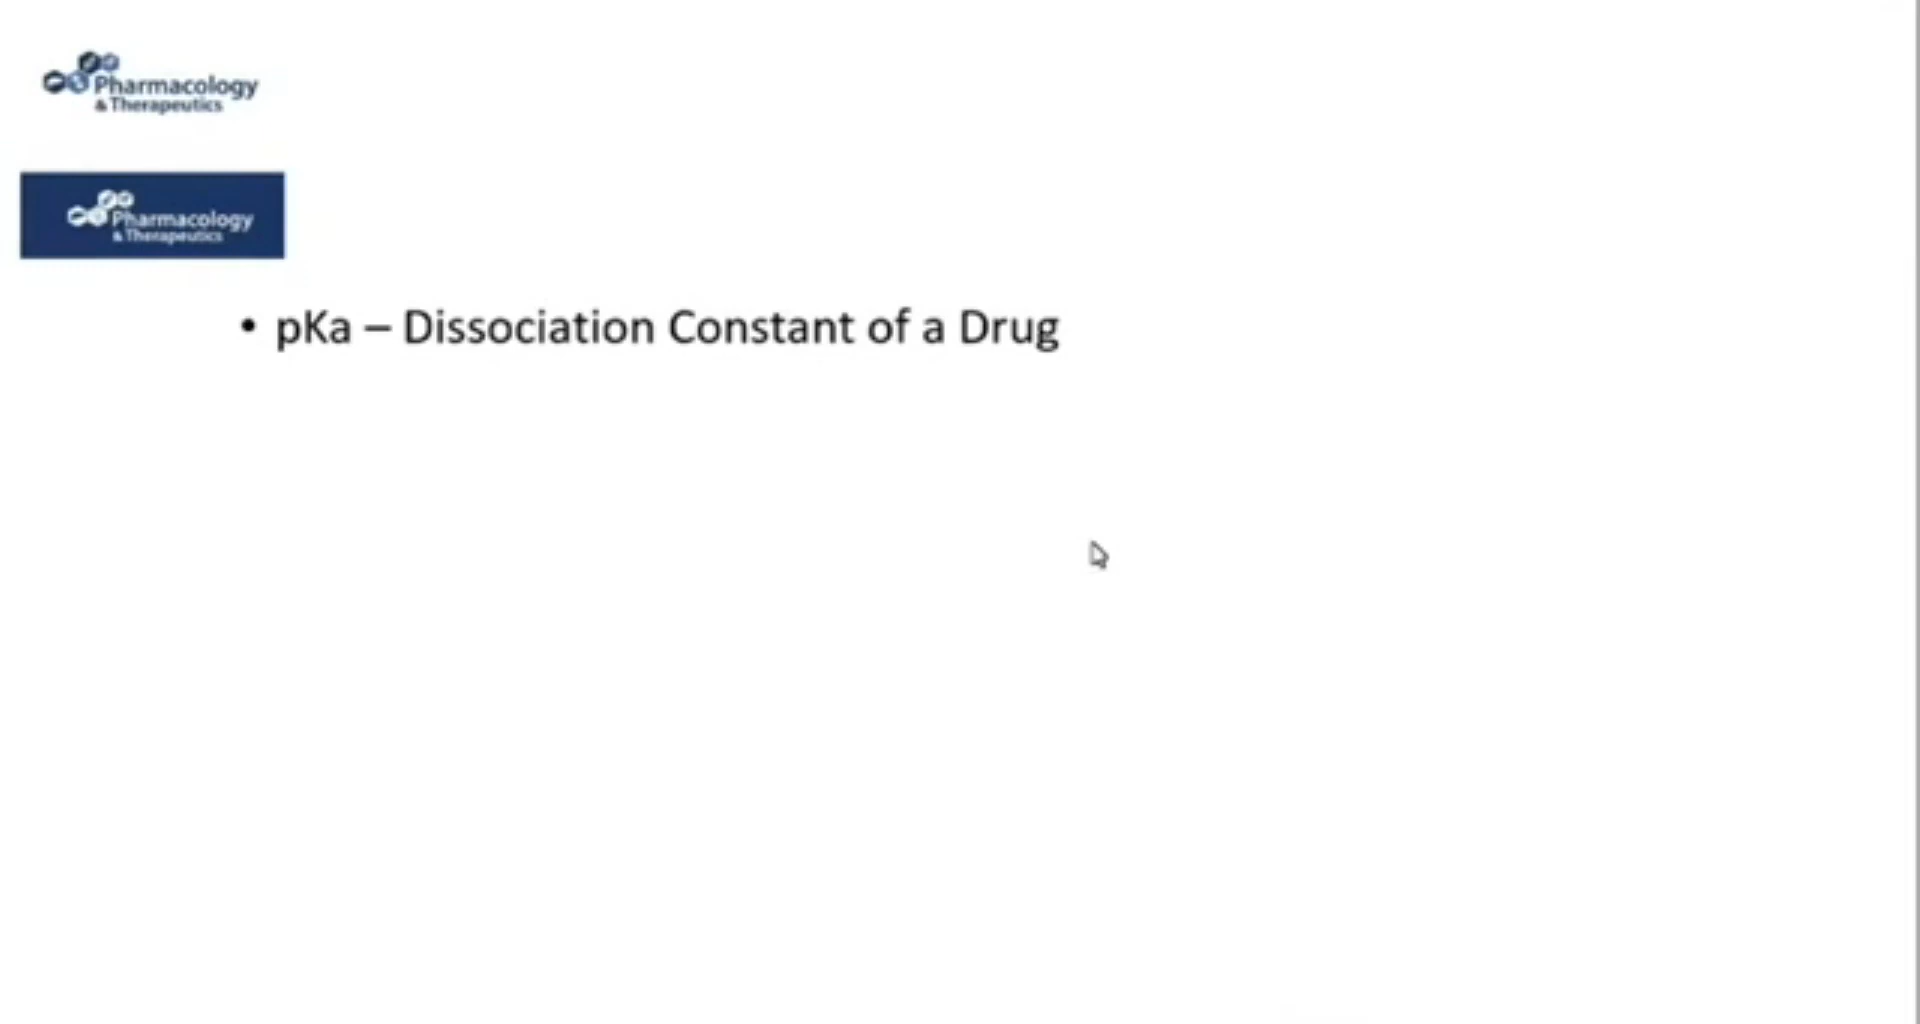 Pharmacology
& Therapeutics
Pharmacology
& Therapeutics
• pKa – Dissociation Constant of a Drug